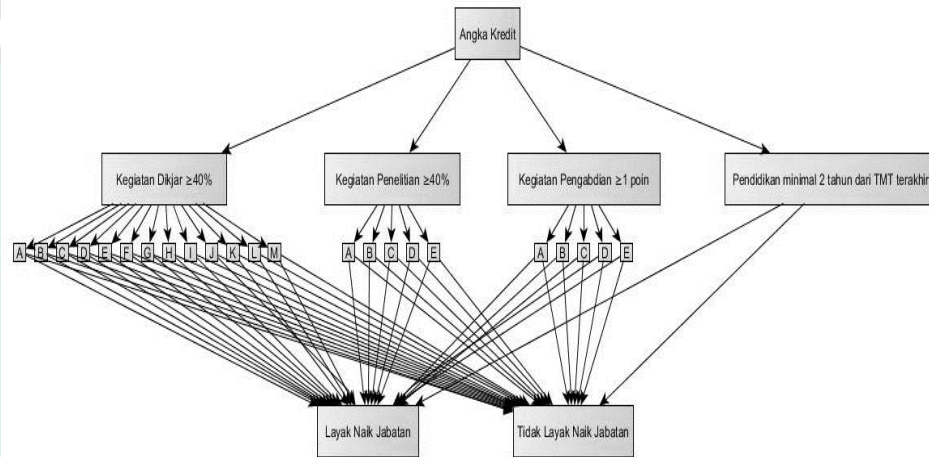 Angka Kredit
Kegiatan Dikjar ≥40%
Kegiatan Penelitian ≥40%
Kegiatan Pengabdian ≥1 poin
Pendidikan minimal 2 tahun dari TMT terakhir
A B C D E F G H I J K L M
A B C D E
A B C D E
Layak Naik Jabatan
Tidak Layak Naik Jabatan